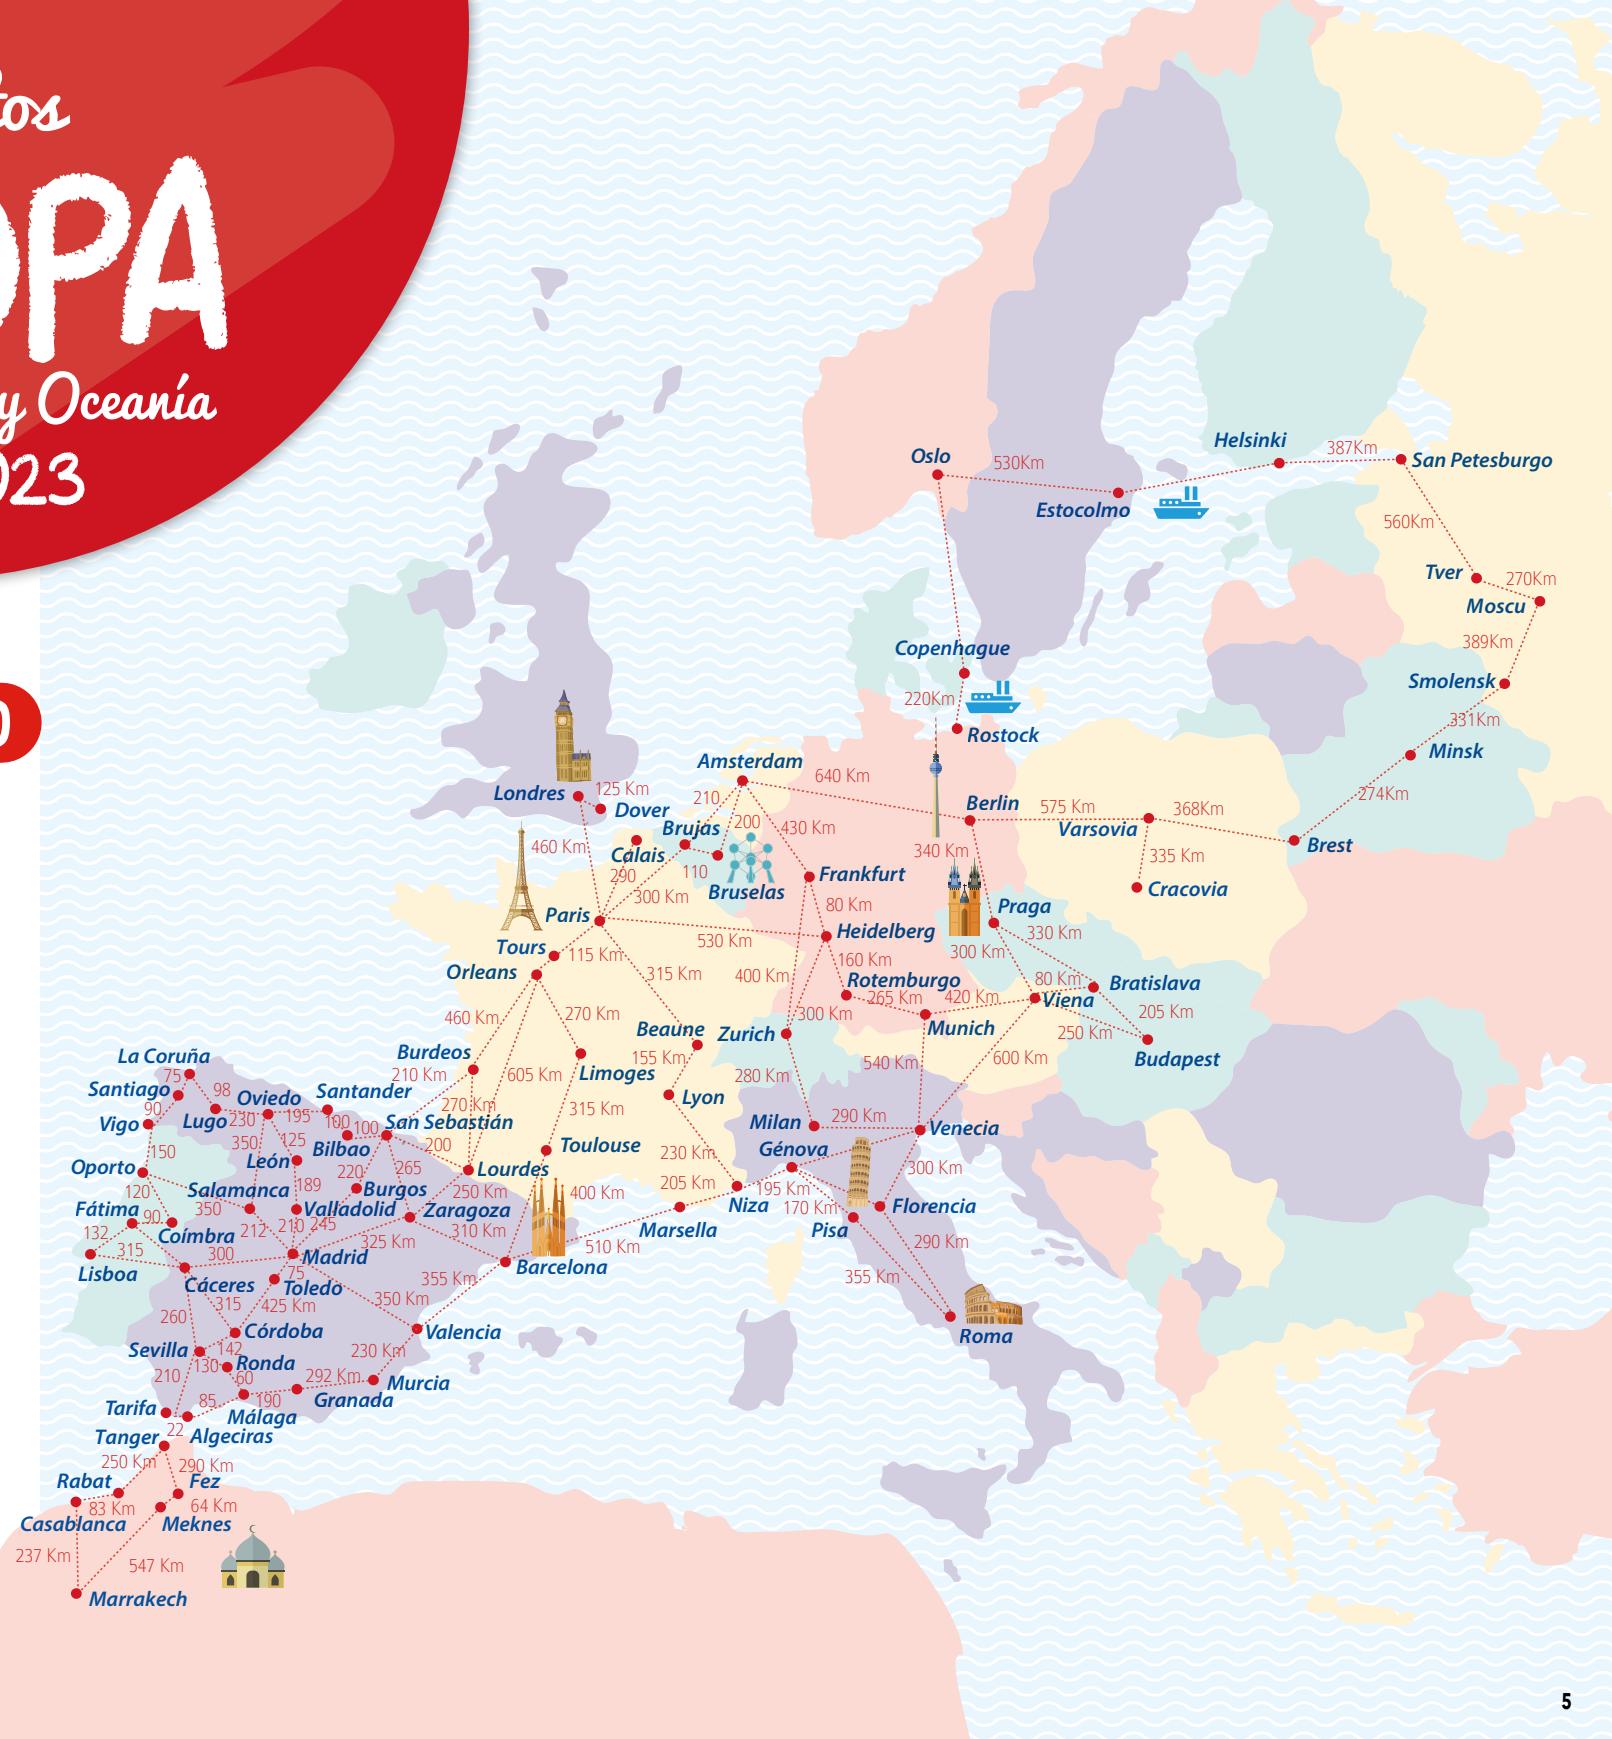 y Oceanía
Oslo
530Km
Estocolmo
Helsinki
387Km
San Petesburgo
560Km
Tver
270Km
Moscu
389Km
Smolensk
331Km
Minsk
274Km
Copenhague
220Km
Rostock
Amsterdam
640 Km
Londres
125 Km
Dover
210
Berlin
575 Km
Varsovia
368Km
Brest
Brujas
200
430 Km
460 Km
Calais
290
110
Bruselas
340 Km
335 Km
Cracovia
300 Km
Frankfurt
80 Km
Paris
Praga
330 Km
Heidelberg
530 Km
Tours
115 Km
300 Km
160 Km
Orleans
315 Km
400 Km
Rotemburgo
265 Km
420 Km
80 Km
Bratislava
Viena
205 Km
460 Km
270 Km
300 Km
Munich
250 Km
Beaune
Zurich
Budapest
La Coruña
Burdeos
155 Km
540 Km
600 Km
75
210 Km
605 Km
Limoges
280 Km
Santiago
98
Oviedo
Santander
Lyon
90
270 Km
315 Km
Vigo
Lugo
230
195
100
100
San Sebastián
Milan
290 Km
Venecia
150
350
125
Bilbao
200
Toulouse
230 Km
Génova
León
Oporto
220
265
Lourdes
300 Km
120
Salamanca
189
Burgos
250 Km
400 Km
205 Km
195 Km
Fátima
90
350
Valladolid
Zaragoza
Niza
170 Km
Florencia
132
Coímbra
212
210
245
310 Km
Marsella
Pisa
315
300
Madrid
325 Km
510 Km
290 Km
Lisboa
Cáceres
75
Toledo
355 Km
Barcelona
355 Km
260
315
425 Km
350 Km
Córdoba
Valencia
Roma
Sevilla
142
230 Km
210
130
Ronda
60
292 Km
Murcia
85
190
Granada
Tarifa
Málaga
22
Algeciras
Tanger
250 Km
290 Km
Rabat
Fez
83 Km
64 Km
Casablanca
Meknes
237 Km
547 Km
Marrakech
5